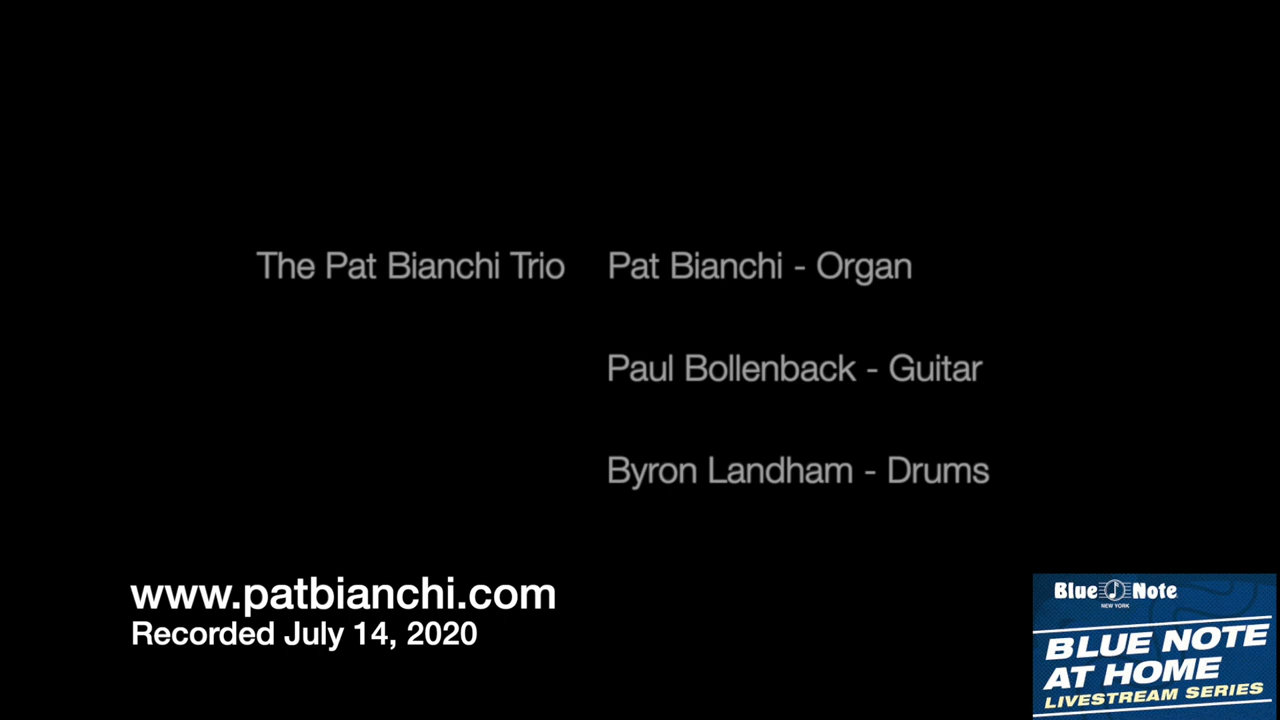 The Pat Bianchi Trio Pat Bianchi - Organ
Paul Bollenback - Guitar
Byron Landham - Drums
www.patbianchi.com
Recorded July 14, 2020
Blue Note
NEW YORK
BLUE NOTE
AT HOME
LIVESTREAM SERIES